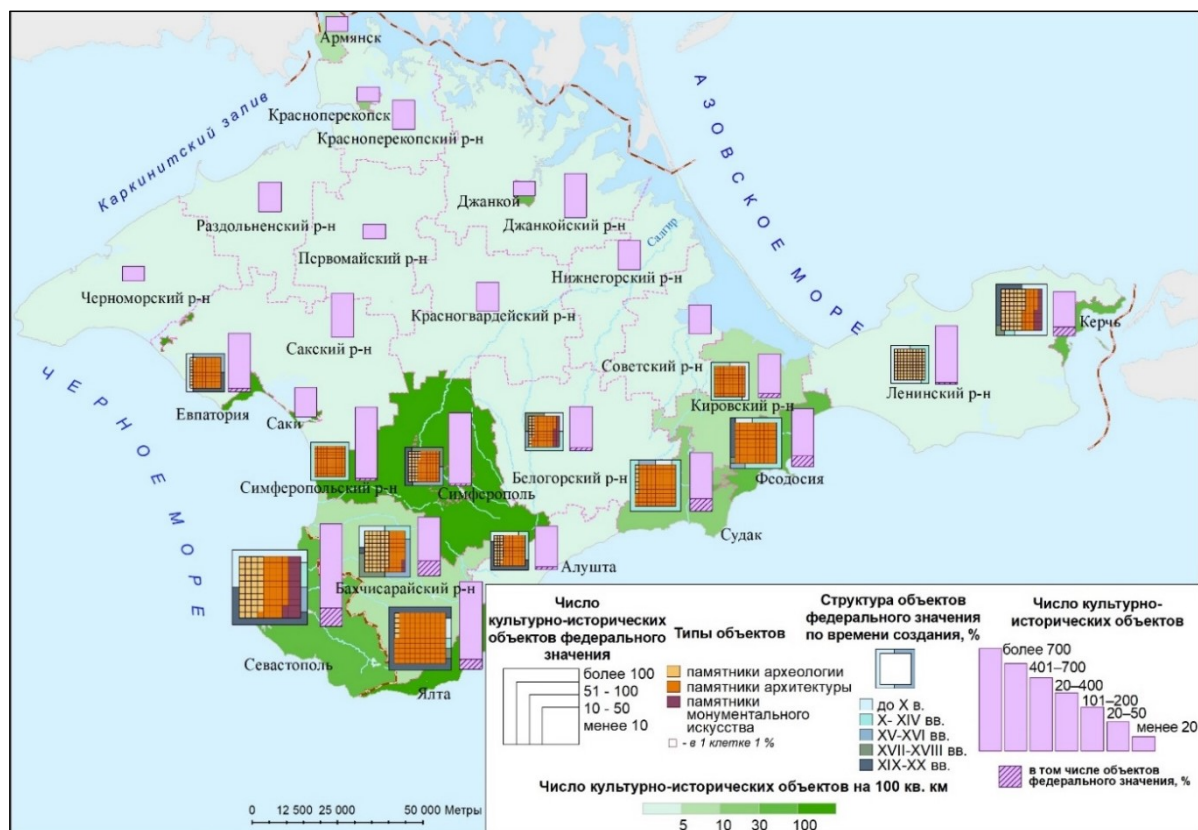 Армянск
Красноперекопск
Красноперекопский р-н
Каркинитский залив
АЗОВСКОЕ МОРЕ
Джанкой
Джанкойский р-н
Раздольненский р-н
Салгир
Первомайский р-н
Нижнегорский р-н
Черноморский р-н
Красногвардейский р-н
Сакский р-н
Советский р-н
Керчь
ЧЕРНОЕ МОРЕ
Евпатория
Саки
Кировский р-н
Ленинский р-н
Симферопольский р-н
Симферополь
Белогорский р-н
Феодосия
Судак
Алушта
Бахчисарайский р-н
Севастополь
Ялта
Число
культурно-исторических
объектов федерального
значения
более 100
51 - 100
10 - 50
менее 10
Типы объектов
памятники археологии
памятники архитектуры
памятники
монументального
искусства
- в 1 клетке 1 %
Структура объектов
федерального значения
по времени создания, %
до X в.
X- XIV вв.
XV-XVI вв.
XVII-XVIII вв.
XIX-XX вв.
Число культурно-
исторических объектов
более 700
401–700
20–400
101–200
20–50
менее 20
в том числе объектов
федерального значения, %
Число культурно-исторических объектов на 100 кв. км
5 10 30 100
0 12 500 25 000 50 000 Метры